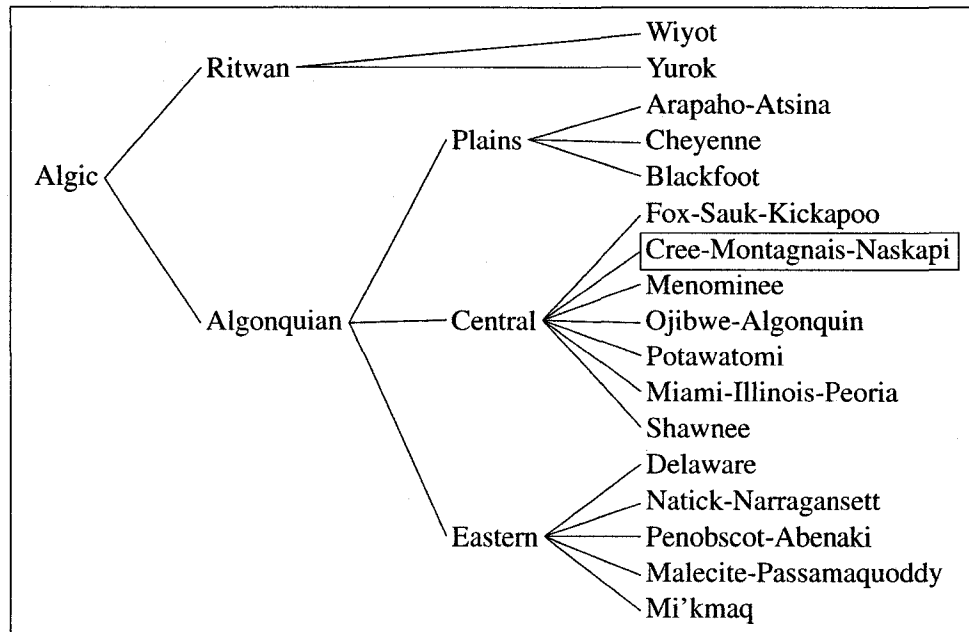 Wiyot
Ritwan
Yurok
Arapaho-Atsina
Plains
Cheyenne
Algic
Blackfoot
Fox-Sauk-Kickapoo
Cree-Montagnais-Naskapi
Menominee
Algonquian
Central
Ojibwe-Algonquin
Potawatomi
Miami-Illinois-Peoria
Shawnee
Delaware
Natick-Narragansett
Eastern
Penobscot-Abenaki
Malecite-Passamaquoddy
Mi'kmaq